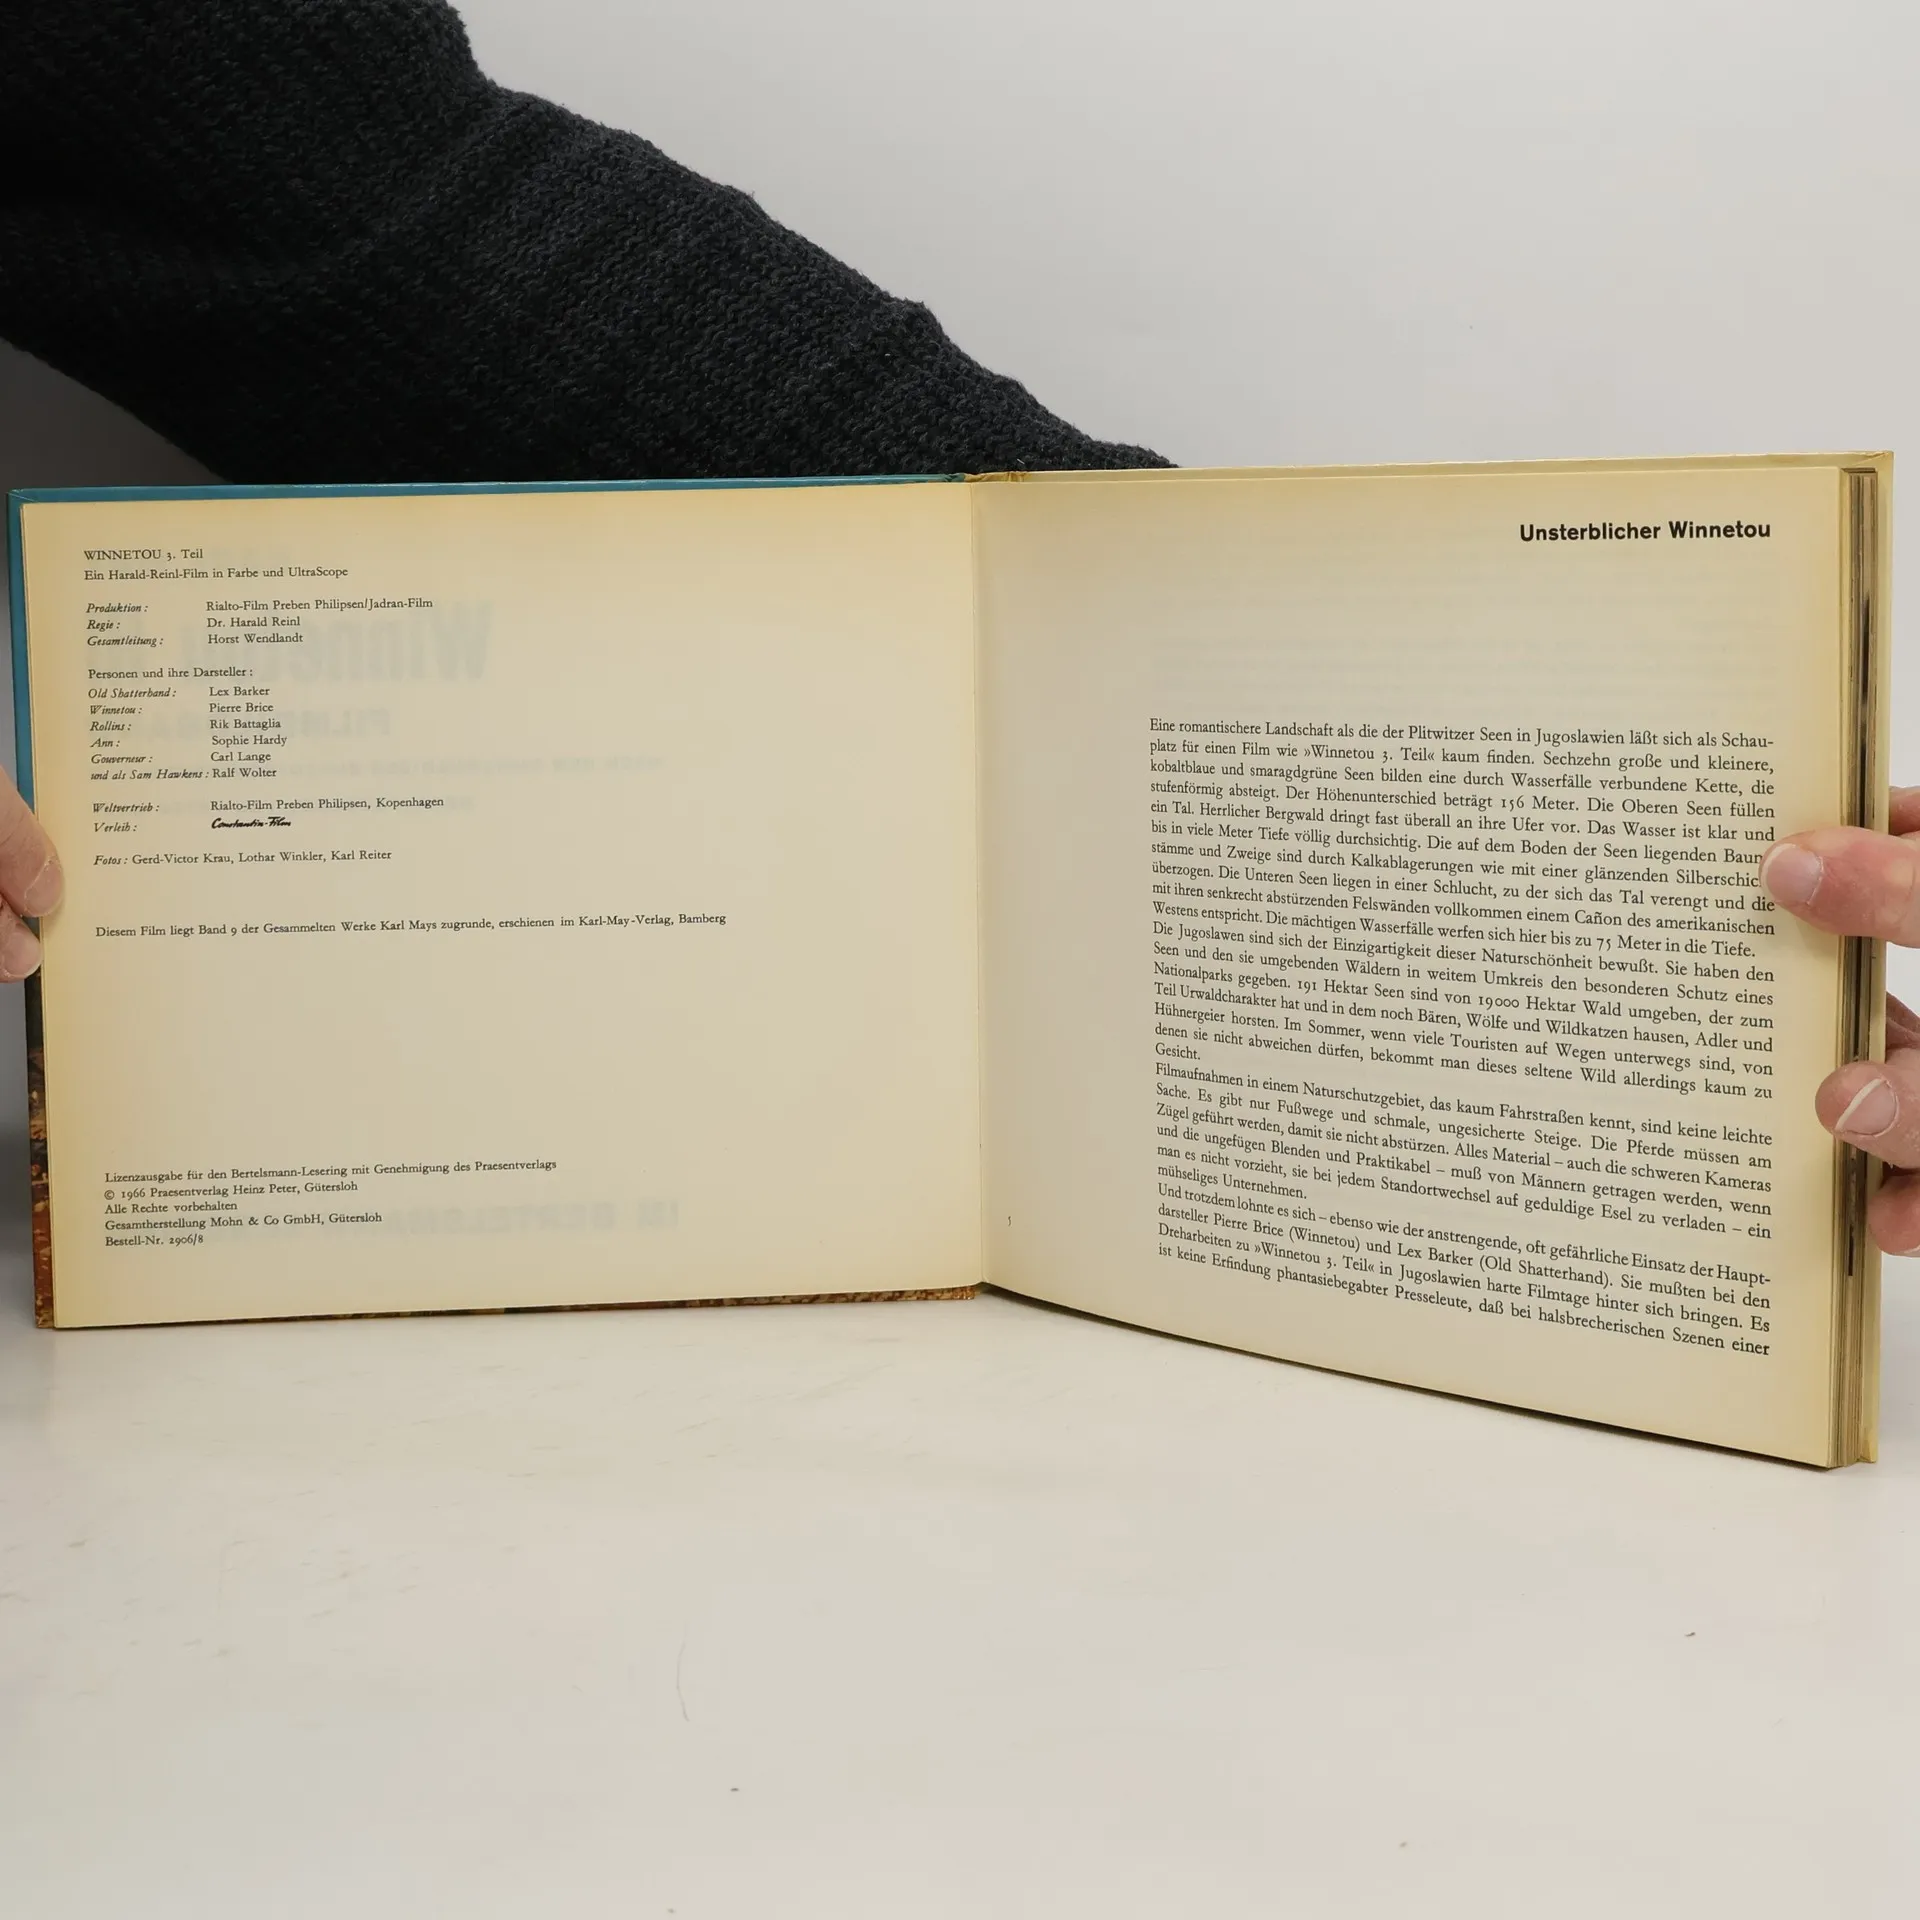 WINNETOU 3. Teil
Ein Harald-Reinl-Film in Farbe und UltraScope
Produktion: Rialto-Film Preben Philipsen/Jadran-Film
Regie: Dr. Harald Reinl
Gesamtleitung: Horst Wendlandt
Personen und ihre Darsteller:
Old Shatterhand: Lex Barker
Winnetou: Pierre Brice
Rollins: Rik Battaglia
Ann: Sophie Hardy
Gouverneur: Carl Lange
und als Sam Hawkens: Ralf Wolter
Weltvertrieb: Rialto-Film Preben Philipsen, Kopenhagen
Verleih: Constantin-Film
Fotos: Gerd-Victor Krau, Lothar Winkler, Karl Reiter
Diesem Film liegt Band 9 der Gesammelten Werke Karl Mays zugrunde, erschienen im Karl-May-Verlag, Bamberg
Lizenzausgabe für den Bertelsmann-Lesering mit Genehmigung des Praesentverlags
© 1966 Praesentverlag Heinz Peter, Gütersloh
Alle Rechte vorbehalten
Gesamtherstellung Mohn & Co GmbH, Gütersloh
Bestell-Nr. 2906/8
Unsterblicher Winnetou
Eine romantischere Landschaft als die der Plitwitzer Seen in Jugoslawien läßt sich als Schau-
platz für einen Film wie »Winnetou 3. Teil« kaum finden. Sechzehn große und kleinere,
kobaltblaue und smaragdgrüne Seen bilden eine durch Wasserfälle verbundene Kette, die
stufenförmig absteigt. Der Höhenunterschied beträgt 156 Meter. Die Oberen Seen füllen
ein Tal. Herrlicher Bergwald dringt fast überall an ihre Ufer vor. Das Wasser ist klar und
bis in viele Meter Tiefe völlig durchsichtig. Die auf dem Boden der Seen liegenden Baum
stämme und Zweige sind durch Kalkablagerungen wie mit einer glänzenden Silberschic
überzogen. Die Unteren Seen liegen in einer Schlucht, zu der sich das Tal verengt und die
mit ihren senkrecht abstürzenden Felswänden vollkommen einem Cañon des amerikanischen
Westens entspricht. Die mächtigen Wasserfälle werfen sich hier bis zu 75 Meter in die Tiefe.
Die Jugoslawen sind sich der Einzigartigkeit dieser Naturschönheit bewußt. Sie haben den
Seen und den sie umgebenden Wäldern in weitem Umkreis den besonderen Schutz eines
Nationalparks gegeben. 191 Hektar Seen sind von 19000 Hektar Wald umgeben, der zum
Teil Urwaldcharakter hat und in dem noch Bären, Wölfe und Wildkatzen hausen, Adler und
Hühnergeier horsten. Im Sommer, wenn viele Touristen auf Wegen unterwegs sind, von
denen sie nicht abweichen dürfen, bekommt man dieses seltene Wild allerdings kaum zu
Gesicht.
Filmaufnahmen in einem Naturschutzgebiet, das kaum Fahrstraßen kennt, sind keine leichte
Sache. Es gibt nur Fußwege und schmale, ungesicherte Steige. Die Pferde müssen am
Zügel geführt werden, damit sie nicht abstürzen. Alles Material – auch die schweren Kameras
und die ungefügen Blenden und Praktikabel – muß von Männern getragen werden, wenn
man es nicht vorzieht, sie bei jedem Standortwechsel auf geduldige Esel zu verladen – ein
mühseliges Unternehmen.
Und trotzdem lohnte es sich – ebenso wie der anstrengende, oft gefährliche Einsatz der Haupt-
darsteller Pierre Brice (Winnetou) und Lex Barker (Old Shatterhand). Sie mußten bei den
Dreharbeiten zu »Winnetou 3. Teil« in Jugoslawien harte Filmtage hinter sich bringen. Es
ist keine Erfindung phantasiebegabter Presseleute, daß bei halsbrecherischen Szenen einer
5